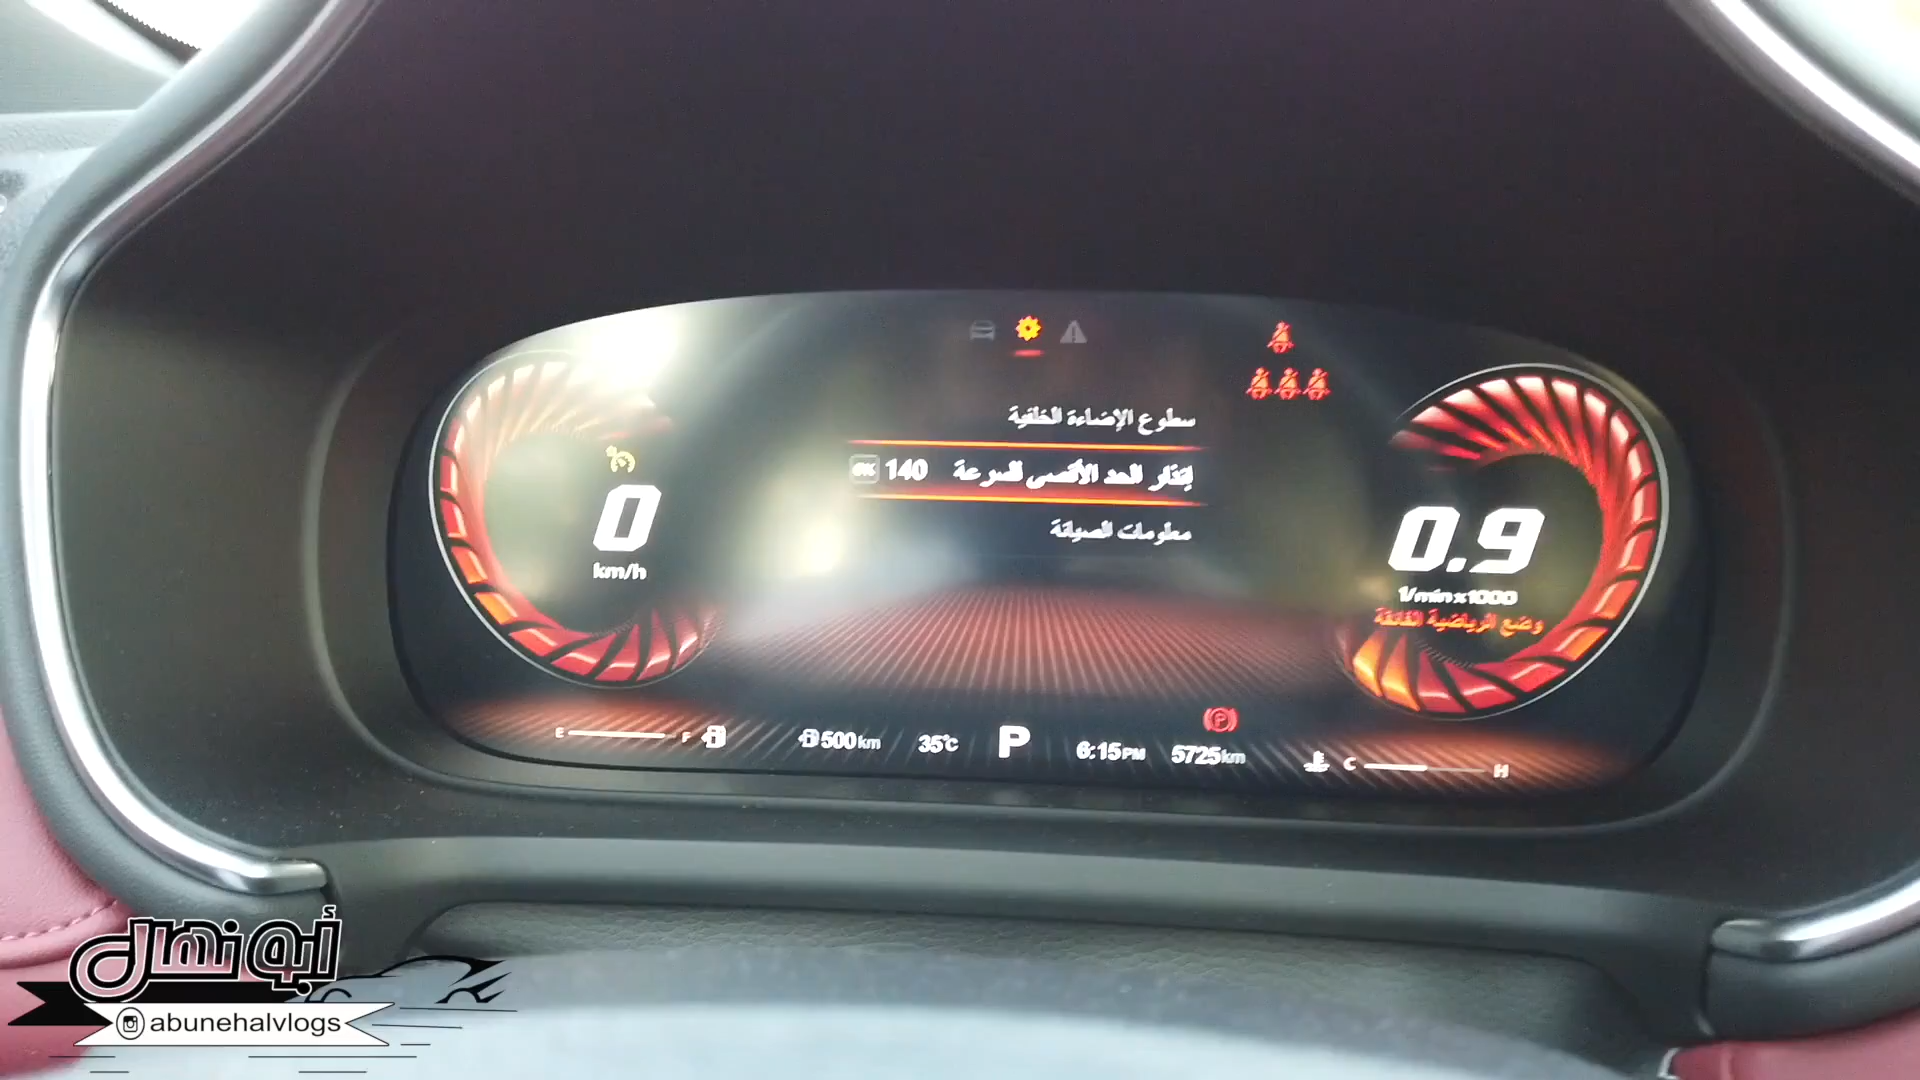 سطوع الإضاءة الخلفية
إنذار الحد الأقصى للسرعة 140 OK
معلومات الصيانة
0
km/h
0.9
1/min x1000
وضع الرياضية الفائقة
E F 500km 35°C P 6:15PM 5725km C H
أبو نهال
abunehalvlogs